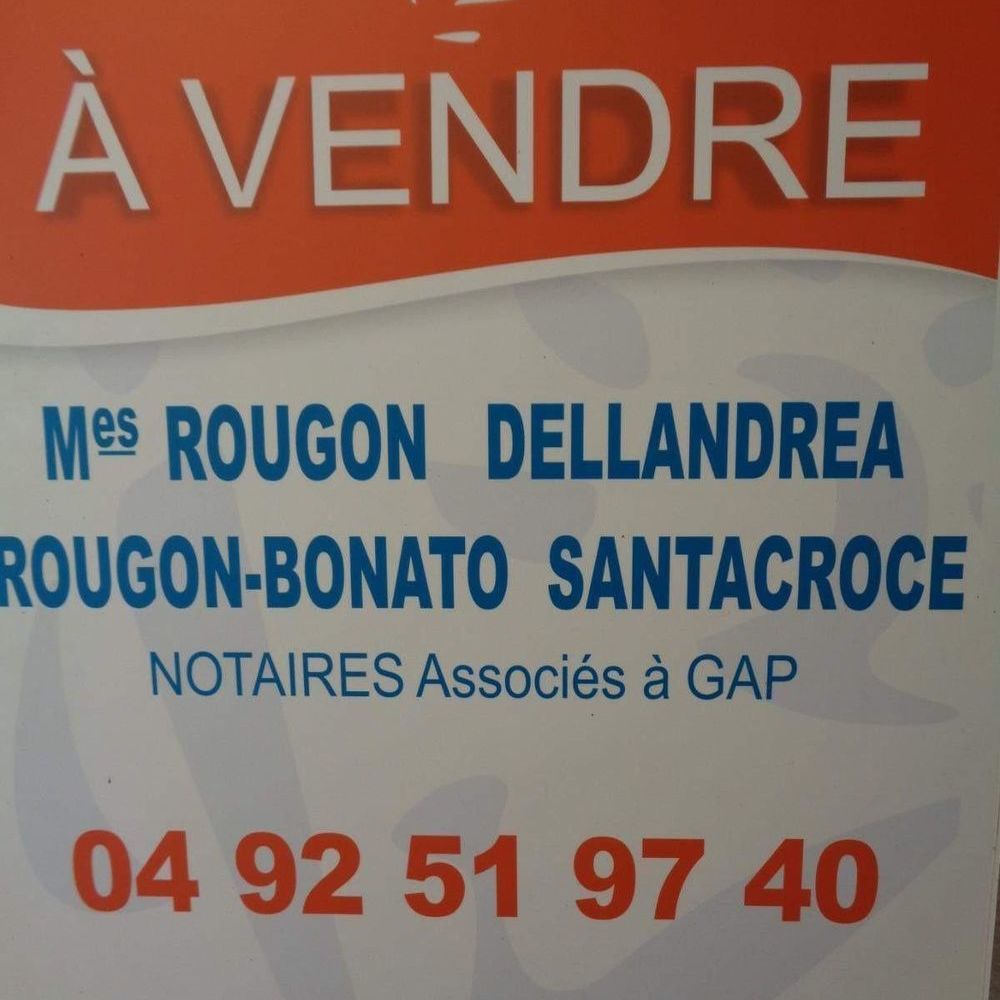 À VENDRE
Mes ROUGON DELLANDREA
ROUGON-BONATO SANTACROCE
NOTAIRES Associés à GAP
04 92 51 97 40